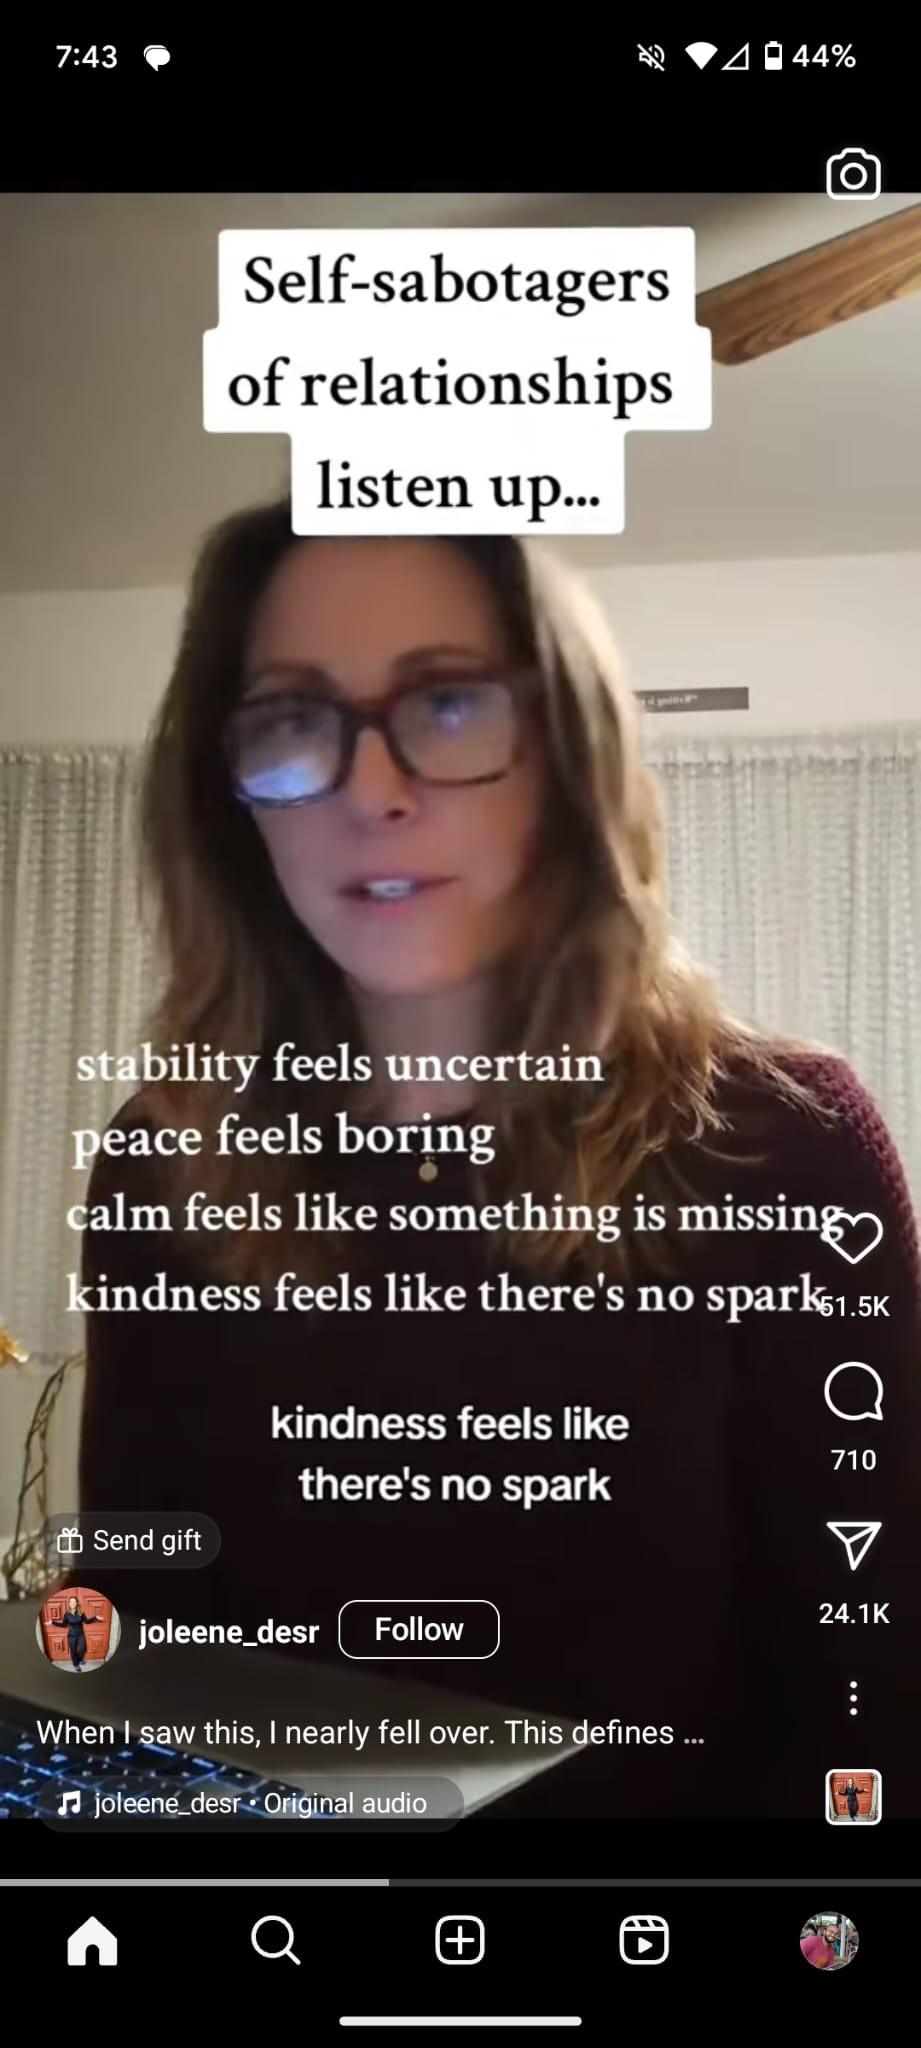 7:43
44%
Self-sabotagers
of relationships
listen up...
stability feels uncertain
peace feels boring
calm feels like something is missing
kindness feels like there's no spark
51.5K
kindness feels like
there's no spark
710
Send gift
24.1K
joleene_desr
Follow
When I saw this, I nearly fell over. This defines ...
joleene_desr • Original audio